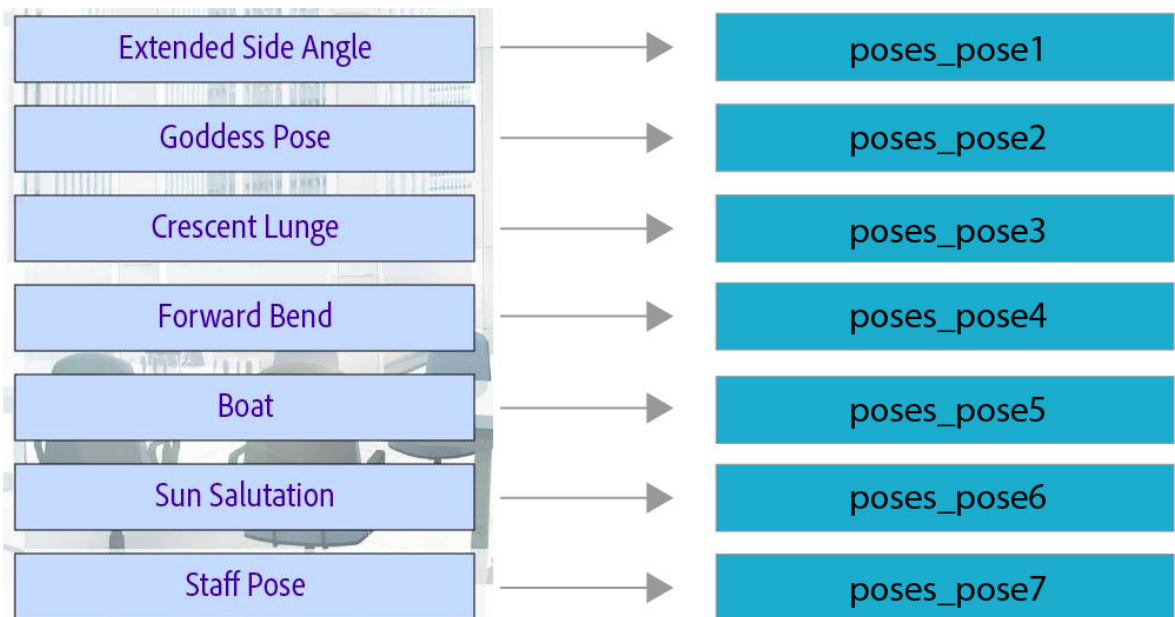 Extended Side Angle
poses_pose1
Goddess Pose
poses_pose2
Crescent Lunge
poses_pose3
Forward Bend
poses_pose4
Boat
poses_pose5
Sun Salutation
poses_pose6
Staff Pose
poses_pose7